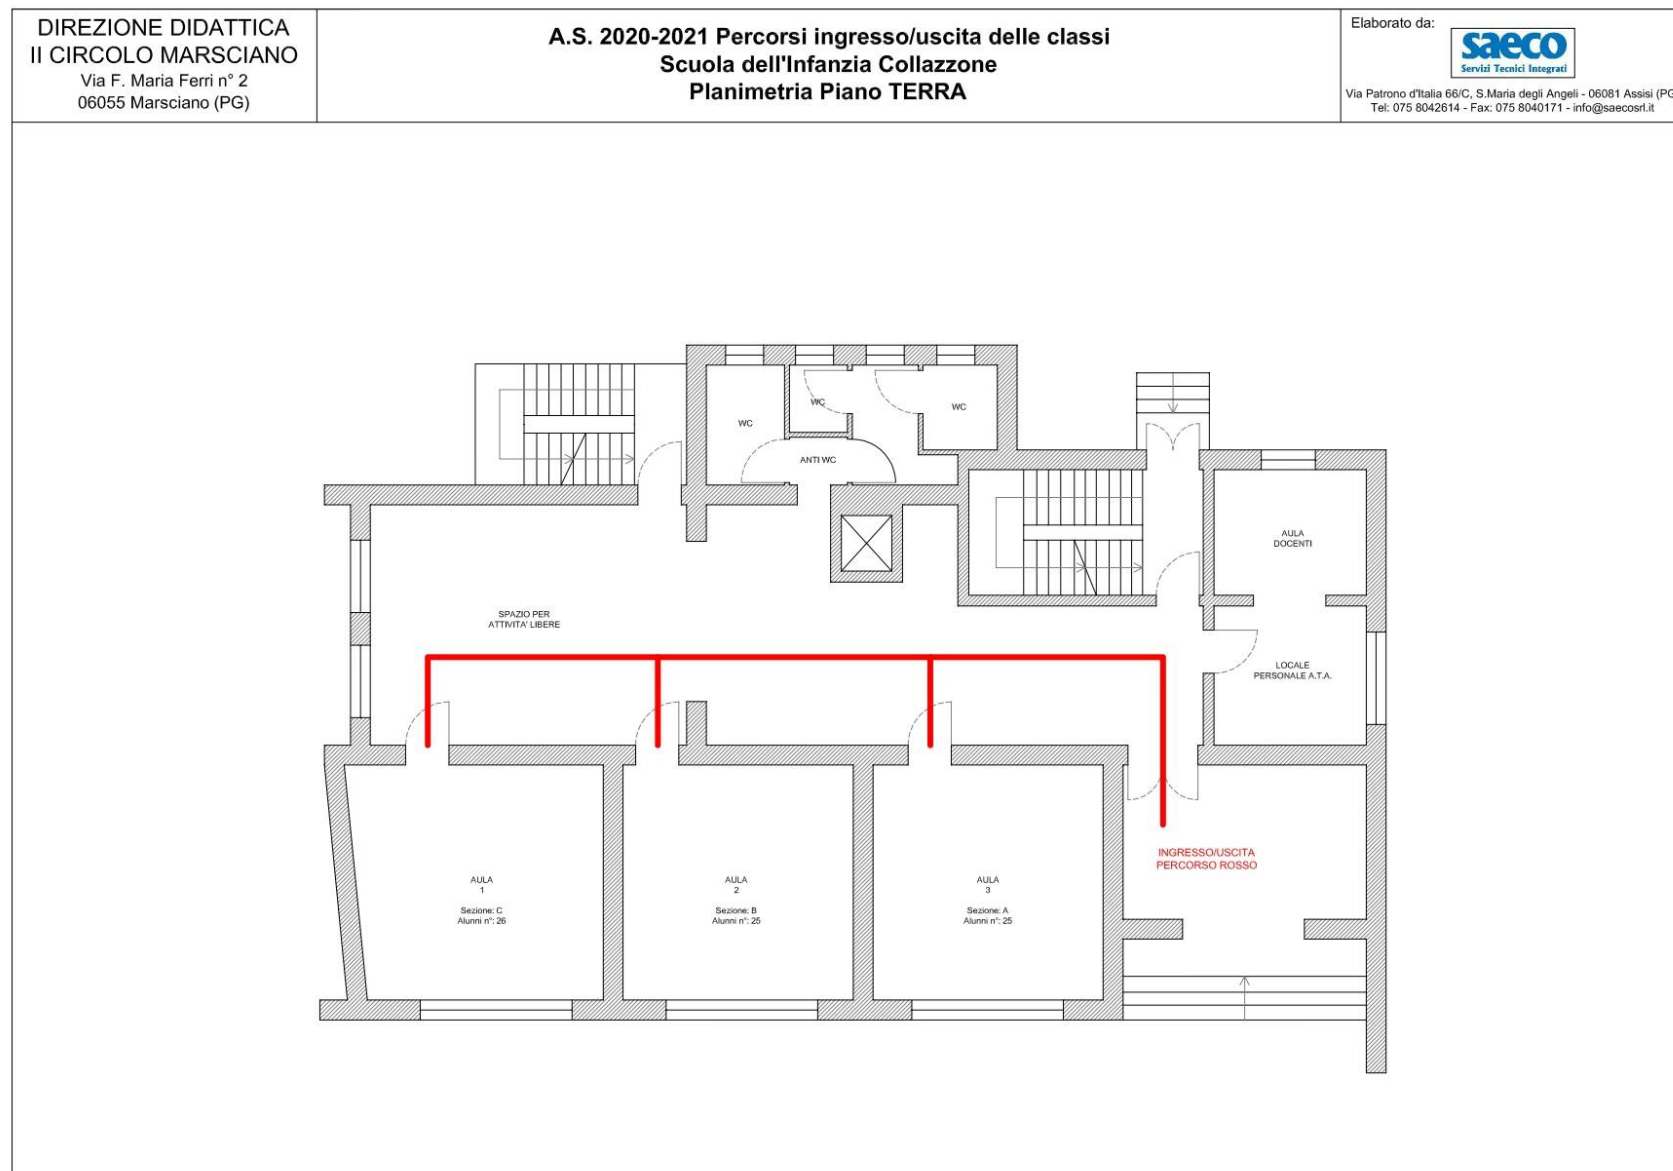 DIREZIONE DIDATTICA
II CIRCOLO MARSCIANO
Via F. Maria Ferri n° 2
06055 Marsciano (PG)
A.S. 2020-2021 Percorsi ingresso/uscita delle classi
Scuola dell'Infanzia Collazzone
Planimetria Piano TERRA
Elaborato da:
saeco
Servizi Tecnici Integrati
Via Patrono d'Italia 66/C, S.Maria degli Angeli - 06081 Assisi (PG
Tel: 075 8042614 - Fax: 075 8040171 - info@saecosrl.it
WC
WC
WC
ANTI WC
AULA
DOCENTI
SPAZIO PER
ATTIVITA' LIBERE
LOCALE
PERSONALE A.T.A.
INGRESSO/USCITA
PERCORSO ROSSO
AULA
1
Sezione: C
Alunni n°: 26
AULA
2
Sezione: B
Alunni n°: 25
AULA
3
Sezione: A
Alunni n°: 25